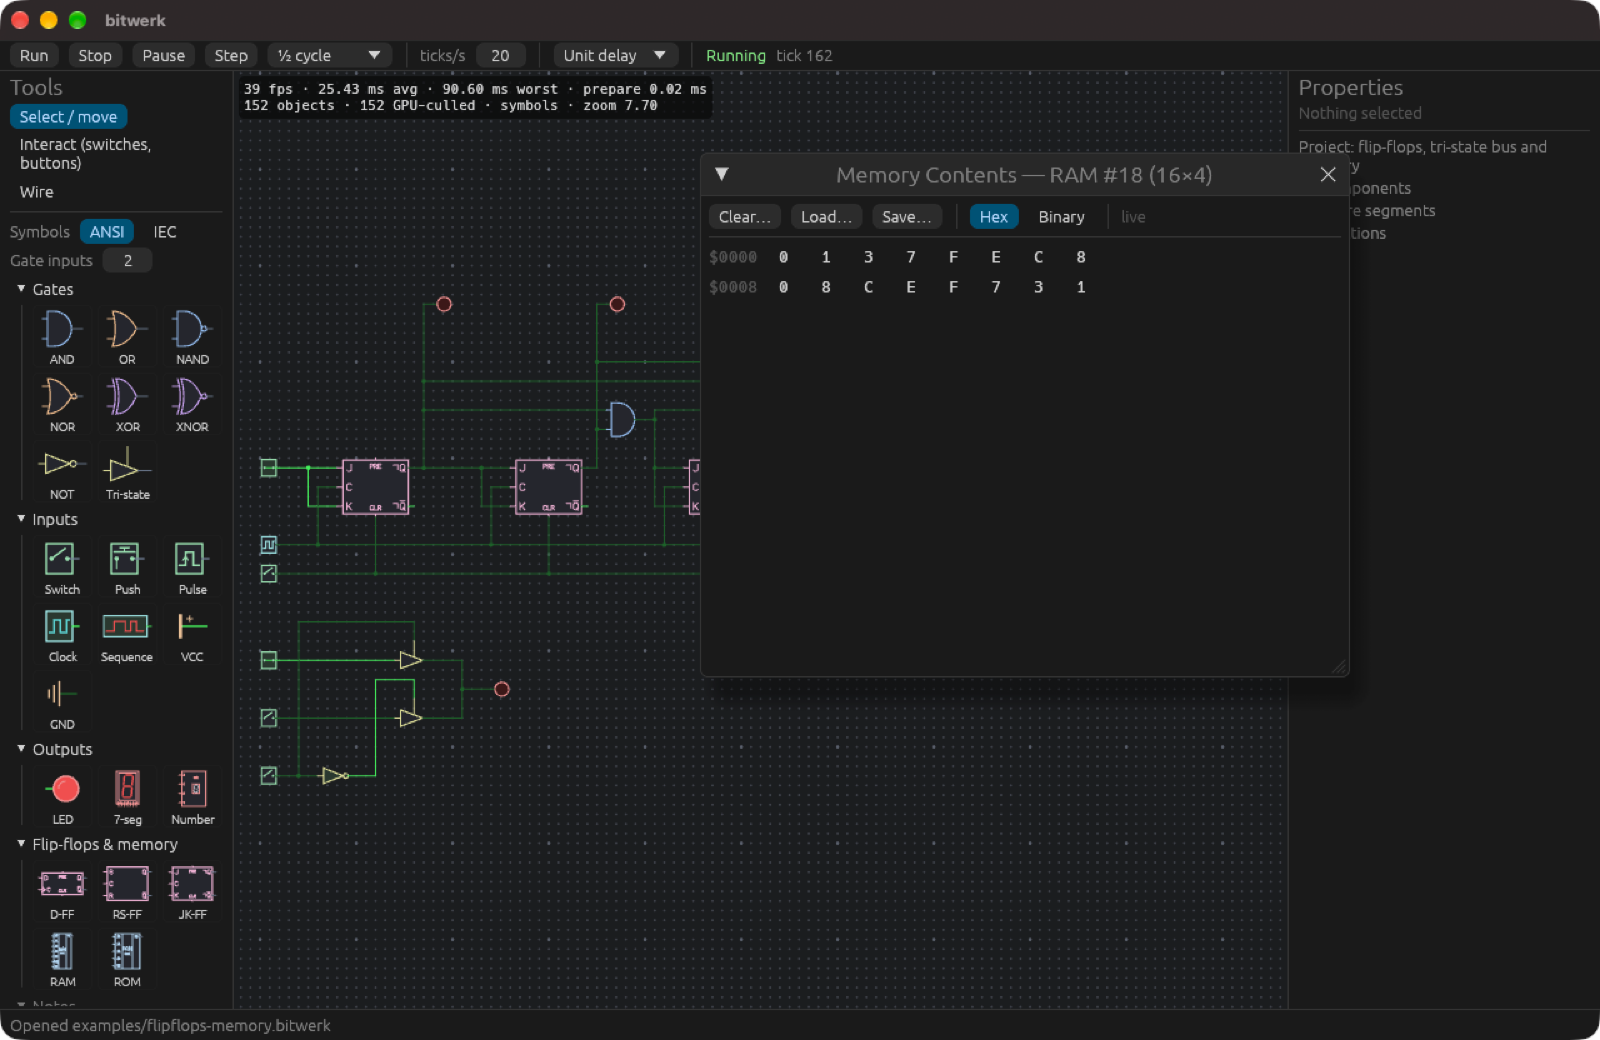 bitwerk
Run Stop Pause Step ½ cycle ticks/s 20 Unit delay Running tick 162
Tools
Select / move
Interact (switches,
buttons)
Wire
Symbols ANSI IEC
Gate inputs 2
Gates
AND OR NAND
NOR XOR XNOR
NOT Tri-state
Inputs
Switch Push Pulse
Clock Sequence VCC
GND
Outputs
LED 7-seg Number
Flip-flops & memory
D-FF RS-FF JK-FF
RAM ROM
Notes
39 fps · 25.43 ms avg · 90.60 ms worst · prepare 0.02 ms
152 objects · 152 GPU-culled · symbols · zoom 7.70
J PRE ¬Q
C
K CLR ¬Q
J PRE ¬Q
C
K CLR ¬Q
J
C
K
Memory Contents — RAM #18 (16×4)
Clear… Load… Save… Hex Binary live
$0000 0 1 3 7 F E C 8
$0008 0 8 C E F 7 3 1
Properties
Nothing selected
Project: flip-flops, tri-state bus and
Opened examples/flipflops-memory.bitwerk